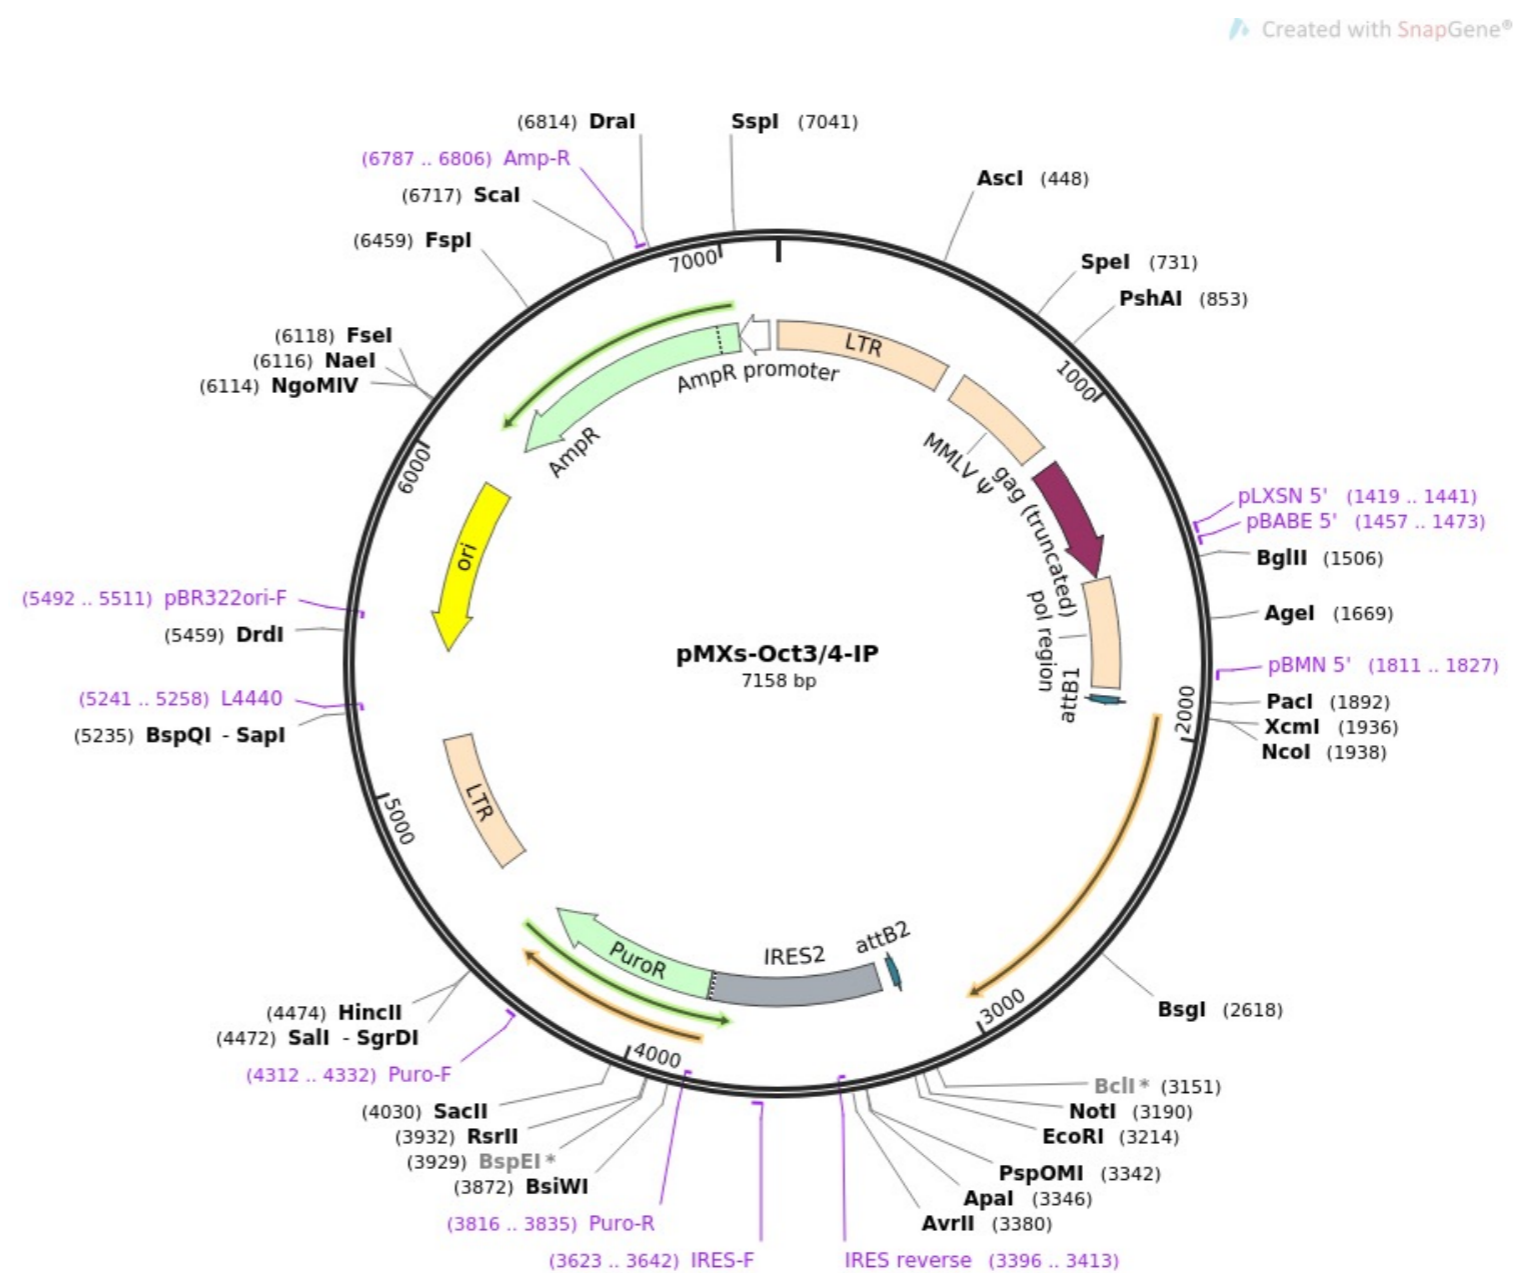 Created with SnapGene®
(6814) DraI
SspI (7041)
(6787 .. 6806) Amp-R
(6717) ScaI
(6459) FspI
(6118) FseI
(6116) NaeI
(6114) NgoMIV
AscI (448)
SpeI (731)
PshAI (853)
7000
1000
LTR
AmpR promoter
AmpR
MMLV Ψ
gag (truncated)
pol region
attB1
6000
ori
pLXSN 5' (1419 .. 1441)
pBABE 5' (1457 .. 1473)
BglII (1506)
AgeI (1669)
pBMN 5' (1811 .. 1827)
PacI (1892)
XcmI (1936)
NcoI (1938)
2000
(5492 .. 5511) pBR322ori-F
(5459) DrdI
(5241 .. 5258) L4440
(5235) BspQI - SapI
pMXs-Oct3/4-IP
7158 bp
5000
LTR
PuroR
IRES2
attB2
3000
4000
BsgI (2618)
(4474) HincII
(4472) SalI - SgrDI
(4312 .. 4332) Puro-F
(4030) SacII
(3932) RsrII
(3929) BspEI *
(3872) BsiWI
(3816 .. 3835) Puro-R
(3623 .. 3642) IRES-F
BclI * (3151)
NotI (3190)
EcoRI (3214)
PspOMI (3342)
ApaI (3346)
AvrII (3380)
IRES reverse (3396 .. 3413)